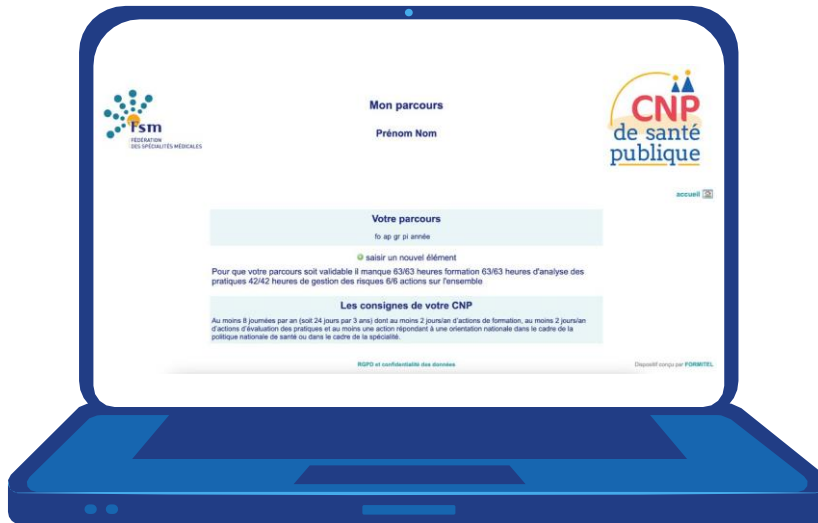 Mon parcours
Prénom Nom
Fsm
FÉDÉRATION
DES SPÉCIALITÉS MÉDICALES
CNP
de santé
publique
accueil
Votre parcours
fo ap gr pi année
saisir un nouvel élément
Pour que votre parcours soit validable il manque 63/63 heures formation 63/63 heures d'analyse des
pratiques 42/42 heures de gestion des risques 6/6 actions sur l'ensemble
Les consignes de votre CNP
Au moins 8 journées par an (soit 24 jours par 3 ans) dont au moins 2 jours/an d'actions de formation, au moins 2 jours/an
d'actions d'évaluation des pratiques et au moins une action répondant à une orientation nationale dans le cadre de la
politique nationale de santé ou dans le cadre de la spécialité.
RGPD et confidentialité des données
Dispositif conçu par FORMITEL